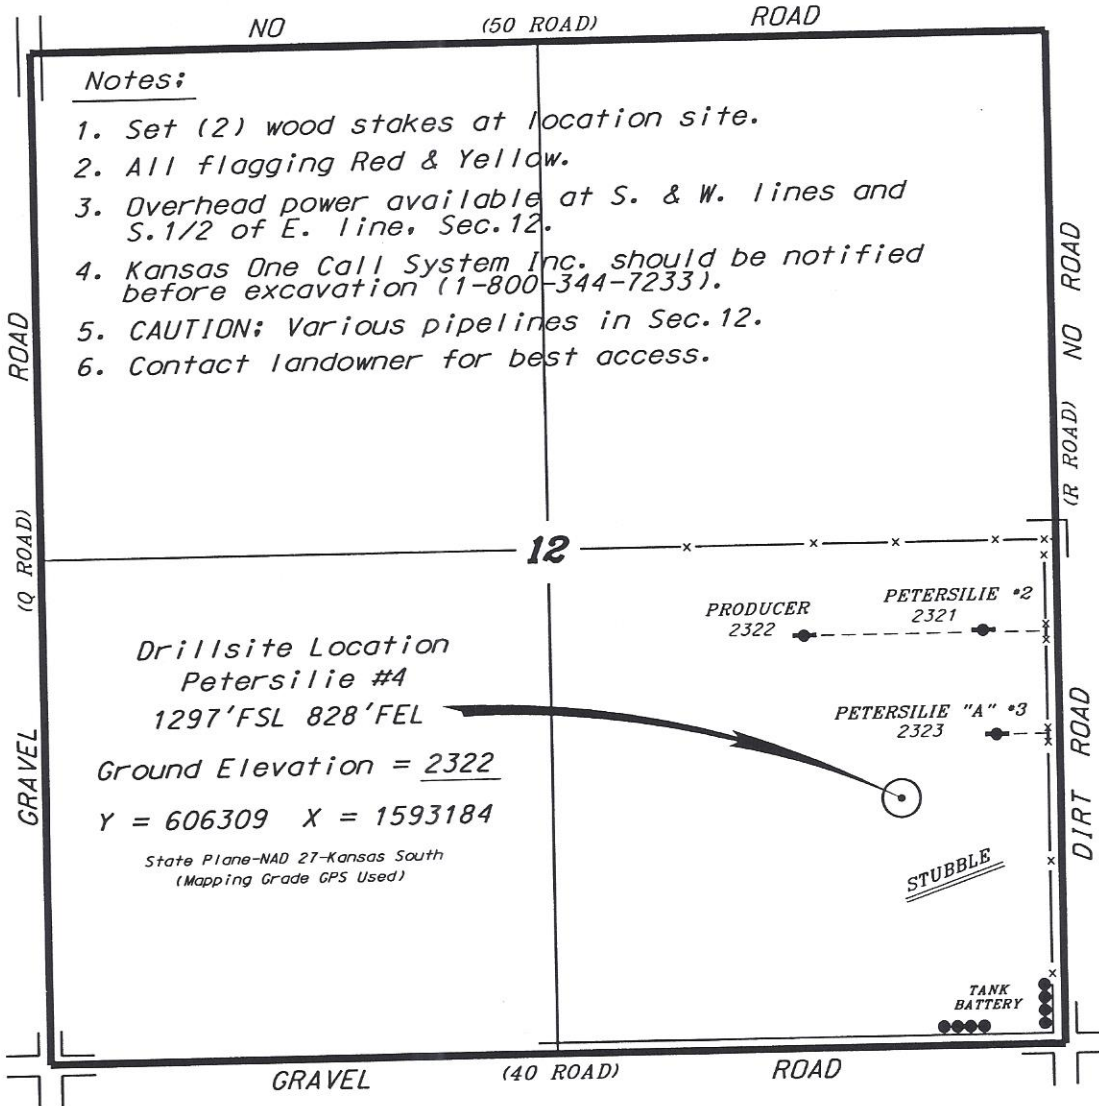 NO (50 ROAD) ROAD
Notes:
1. Set (2) wood stakes at location site.
2. All flagging Red & Yellow.
3. Overhead power available at S. & W. lines and
S.1/2 of E. line, Sec.12.
4. Kansas One Call System Inc. should be notified
before excavation (1-800-344-7233).
5. CAUTION: Various pipelines in Sec.12.
6. Contact landowner for best access.
GRAVEL (Q ROAD) ROAD
DIRT ROAD (R ROAD) NO ROAD
12
PRODUCER
2322
PETERSILIE #2
2321
Drillsite Location
Petersilie #4
1297'FSL 828'FEL
Ground Elevation = 2322
Y = 606309 X = 1593184
State Plane-NAD 27-Kansas South
(Mapping Grade GPS Used)
PETERSILIE "A" #3
2323
STUBBLE
TANK
BATTERY
GRAVEL (40 ROAD) ROAD